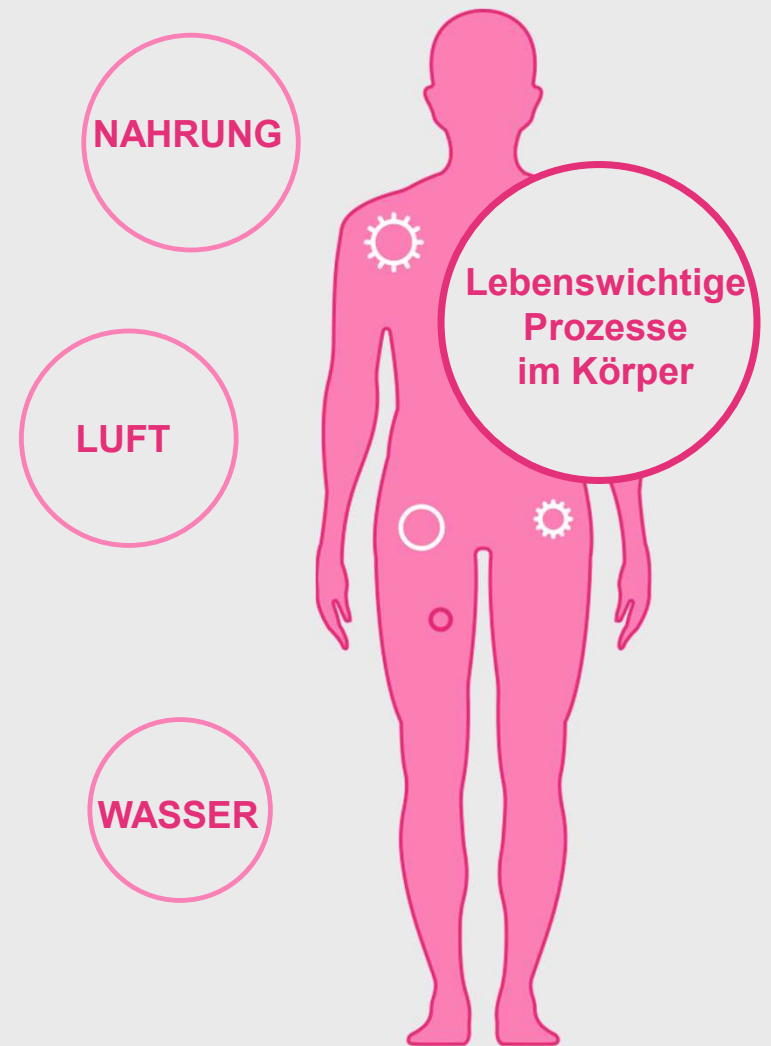 NAHRUNG
Lebenswichtige
Prozesse
im Körper
LUFT
WASSER